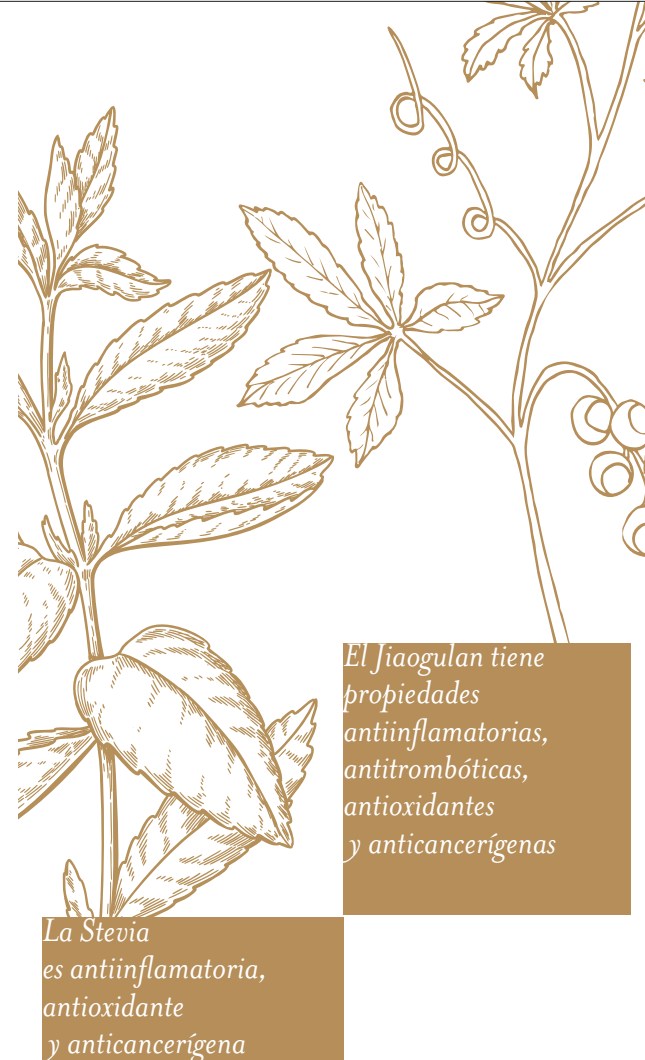 El Jiaogulan tiene
propiedades
antiinflamatorias,
antitrombóticas,
antioxidantes
y anticancerígenas
La Stevia
es antiinflamatoria,
antioxidante
y anticancerígena